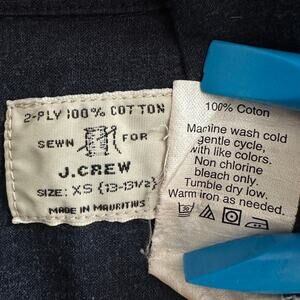 2-PLY 100% COTTON
SEWN FOR
J.CREW
SIZE: XS {13-131/2}
MADE IN MAURITIUS
100% Coton
Machine wash cold
gentle cycle,
with like colors.
Non chlorine
bleach only.
Tumble dry low.
Warm iron as needed.